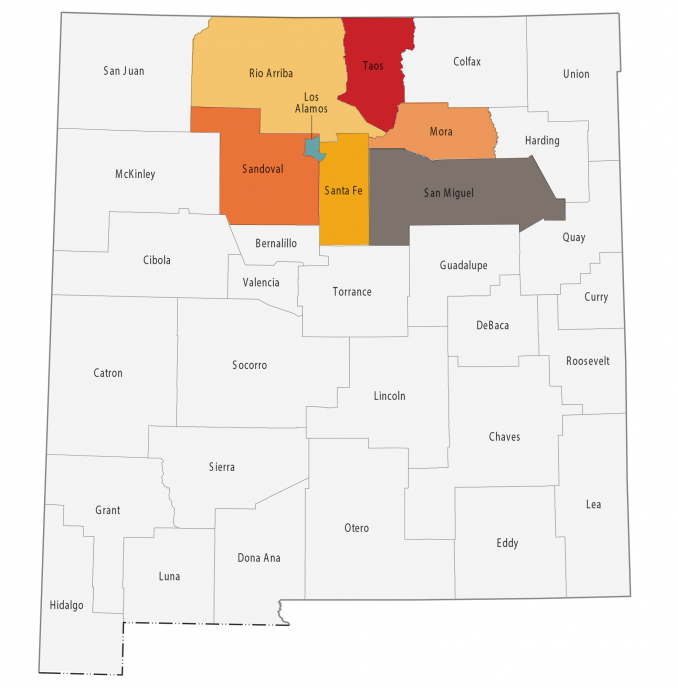 San Juan
Rio Arriba
Taos
Colfax
Union
Los
Alamos
Mora
Harding
McKinley
Sandoval
Santa Fe
San Miguel
Quay
Bernalillo
Cibola
Valencia
Guadalupe
Torrance
Curry
DeBaca
Roosevelt
Catron
Socorro
Lincoln
Chaves
Sierra
Lea
Grant
Otero
Eddy
Dona Ana
Luna
Hidalgo